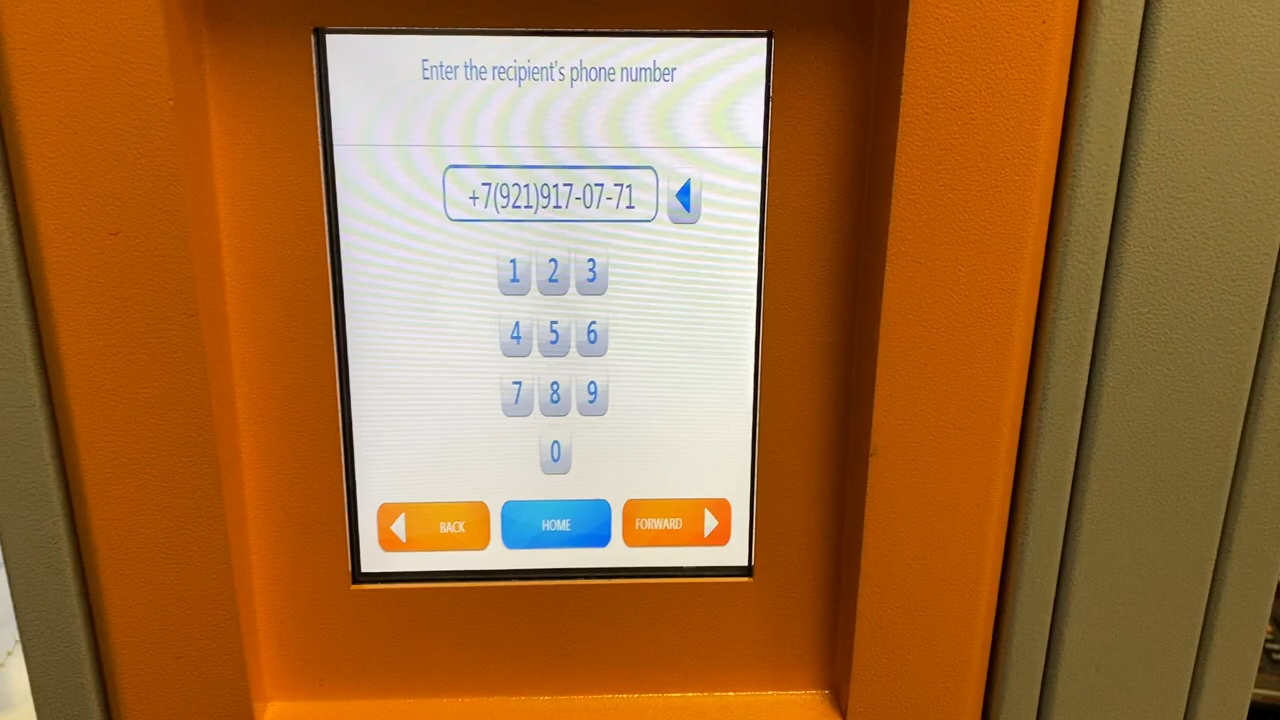 Enter the recipient's phone number
+7(921)917-07-71
1 2 3
4 5 6
7 8 9
0
BACK HOME FORWARD